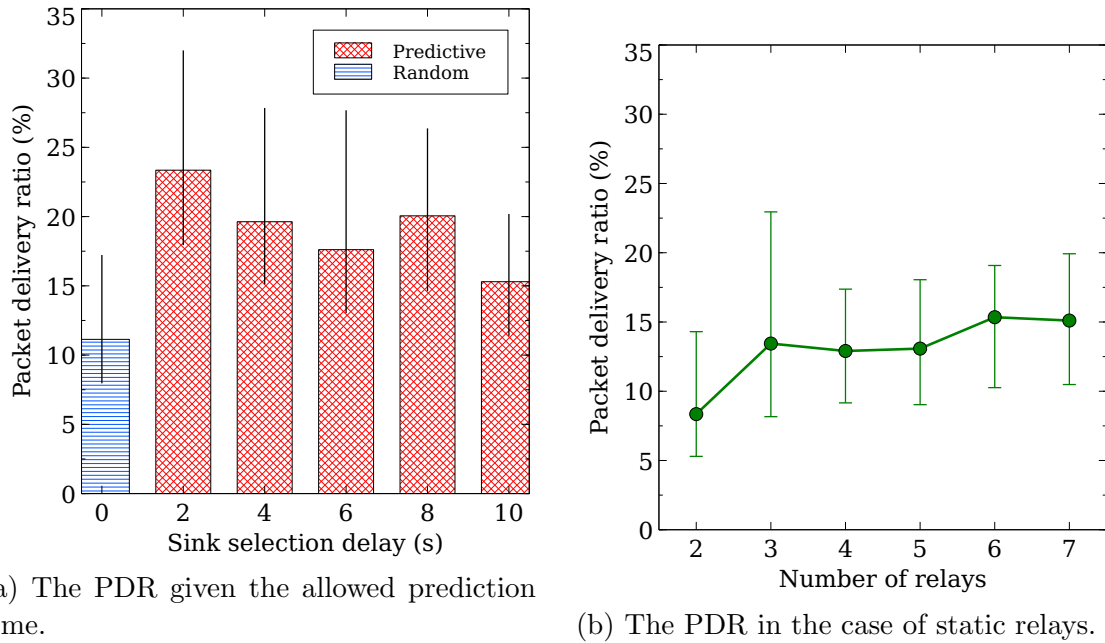 35
30
25
20
15
10
5
0
Packet delivery ratio (%)
Predictive
Random
0 2 4 6 8 10
Sink selection delay (s)
a) The PDR given the allowed prediction
me.
35
30
25
20
15
10
5
0
Packet delivery ratio (%)
2 3 4 5 6 7
Number of relays
(b) The PDR in the case of static relays.